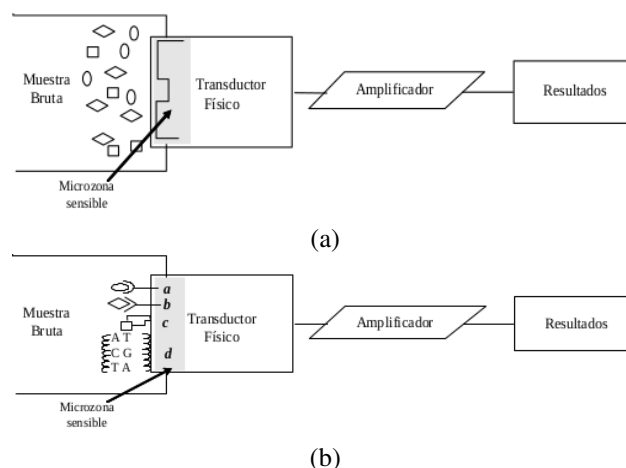 Muestra
Bruta
Transductor
Físico
Amplificador
Resultados
Microzona
sensible
(a)
Muestra
Bruta
a
b
c
d
A T
C G
T A
Transductor
Físico
Amplificador
Resultados
Microzona
sensible
(b)